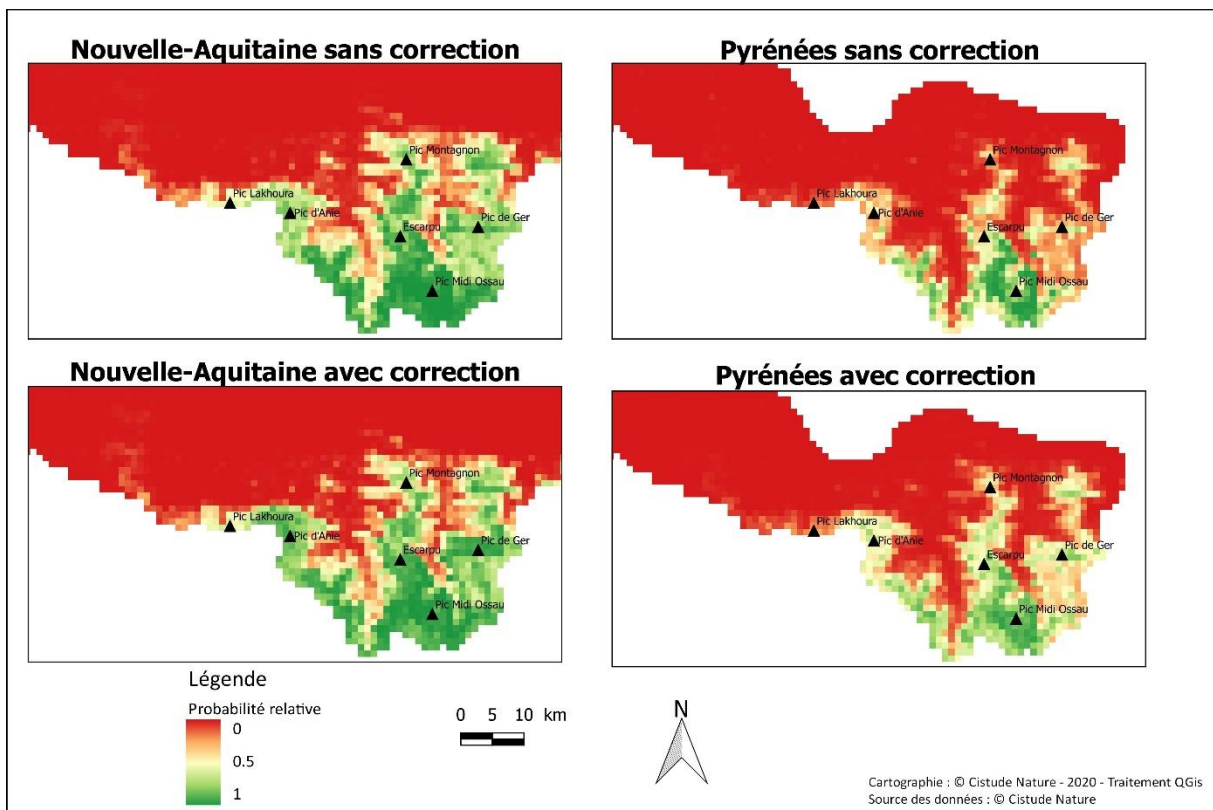 Nouvelle-Aquitaine sans correction
Pic Montagnon
Pic Lakhoura
Pic d'Anie
Escarpu
Pic de Ger
Pic Midi Ossau
Pyrénées sans correction
Pic Montagnon
Pic Lakhoura
Pic d'Anie
Escarpu
Pic de Ger
Pic Midi Ossau
Nouvelle-Aquitaine avec correction
Pic Montagnon
Pic Lakhoura
Pic d'Anie
Escarpu
Pic de Ger
Pic Midi Ossau
Pyrénées avec correction
Pic Montagnon
Pic Lakhoura
Pic d'Anie
Escarpu
Pic de Ger
Pic Midi Ossau
Légende
Probabilité relative
0
0.5
1
0 5 10 km
N
Cartographie : © Cistude Nature - 2020 - Traitement QGis
Source des données : © Cistude Nature